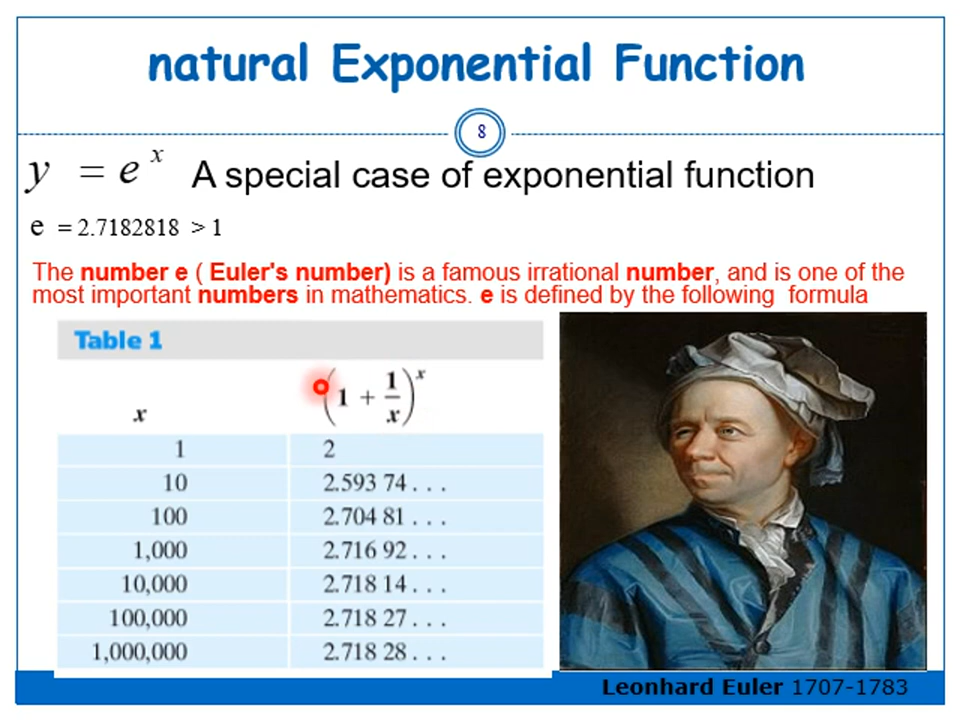 natural Exponential Function
8
y = e^x A special case of exponential function
e = 2.7182818 > 1
The number e ( Euler's number) is a famous irrational number, and is one of the
most important numbers in mathematics. e is defined by the following formula
Table 1
x (1 + 1/x)^x
1 2
10 2.593 74 . . .
100 2.704 81 . . .
1,000 2.716 92 . . .
10,000 2.718 14 . . .
100,000 2.718 27 . . .
1,000,000 2.718 28 . . .
Leonhard Euler 1707-1783